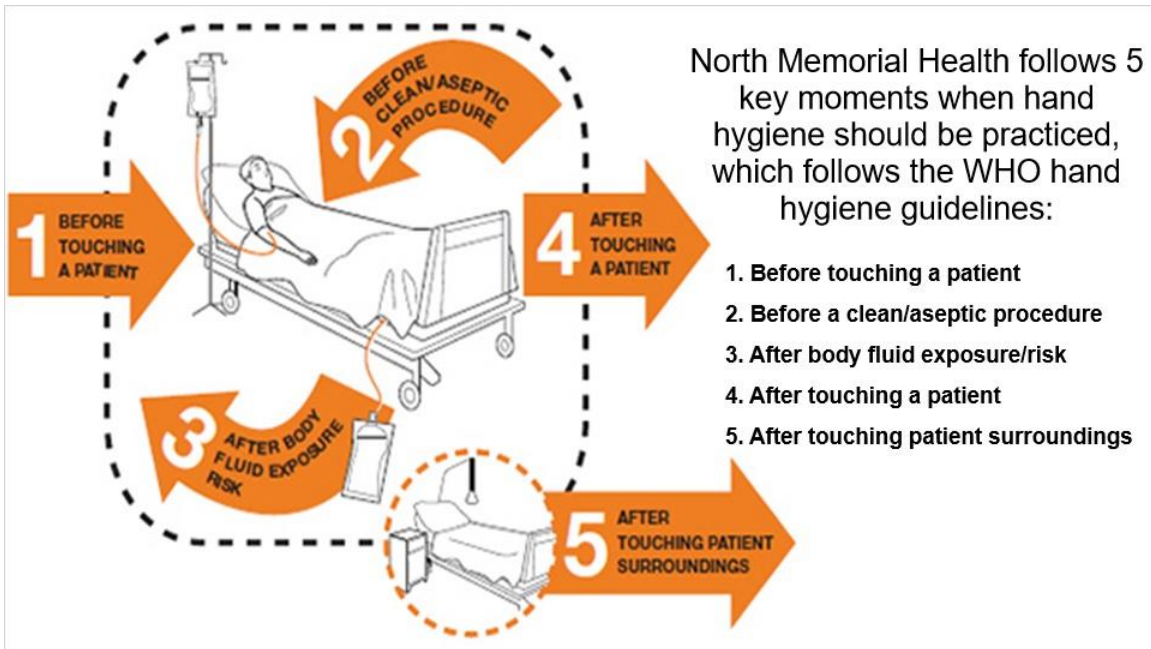 1 BEFORE
TOUCHING
A PATIENT
2 BEFORE
CLEAN/ASEPTIC
PROCEDURE
3 AFTER BODY
FLUID EXPOSURE
RISK
4 AFTER
TOUCHING
A PATIENT
5 AFTER
TOUCHING PATIENT
SURROUNDINGS
North Memorial Health follows 5
key moments when hand
hygiene should be practiced,
which follows the WHO hand
hygiene guidelines:
1. Before touching a patient
2. Before a clean/aseptic procedure
3. After body fluid exposure/risk
4. After touching a patient
5. After touching patient surroundings